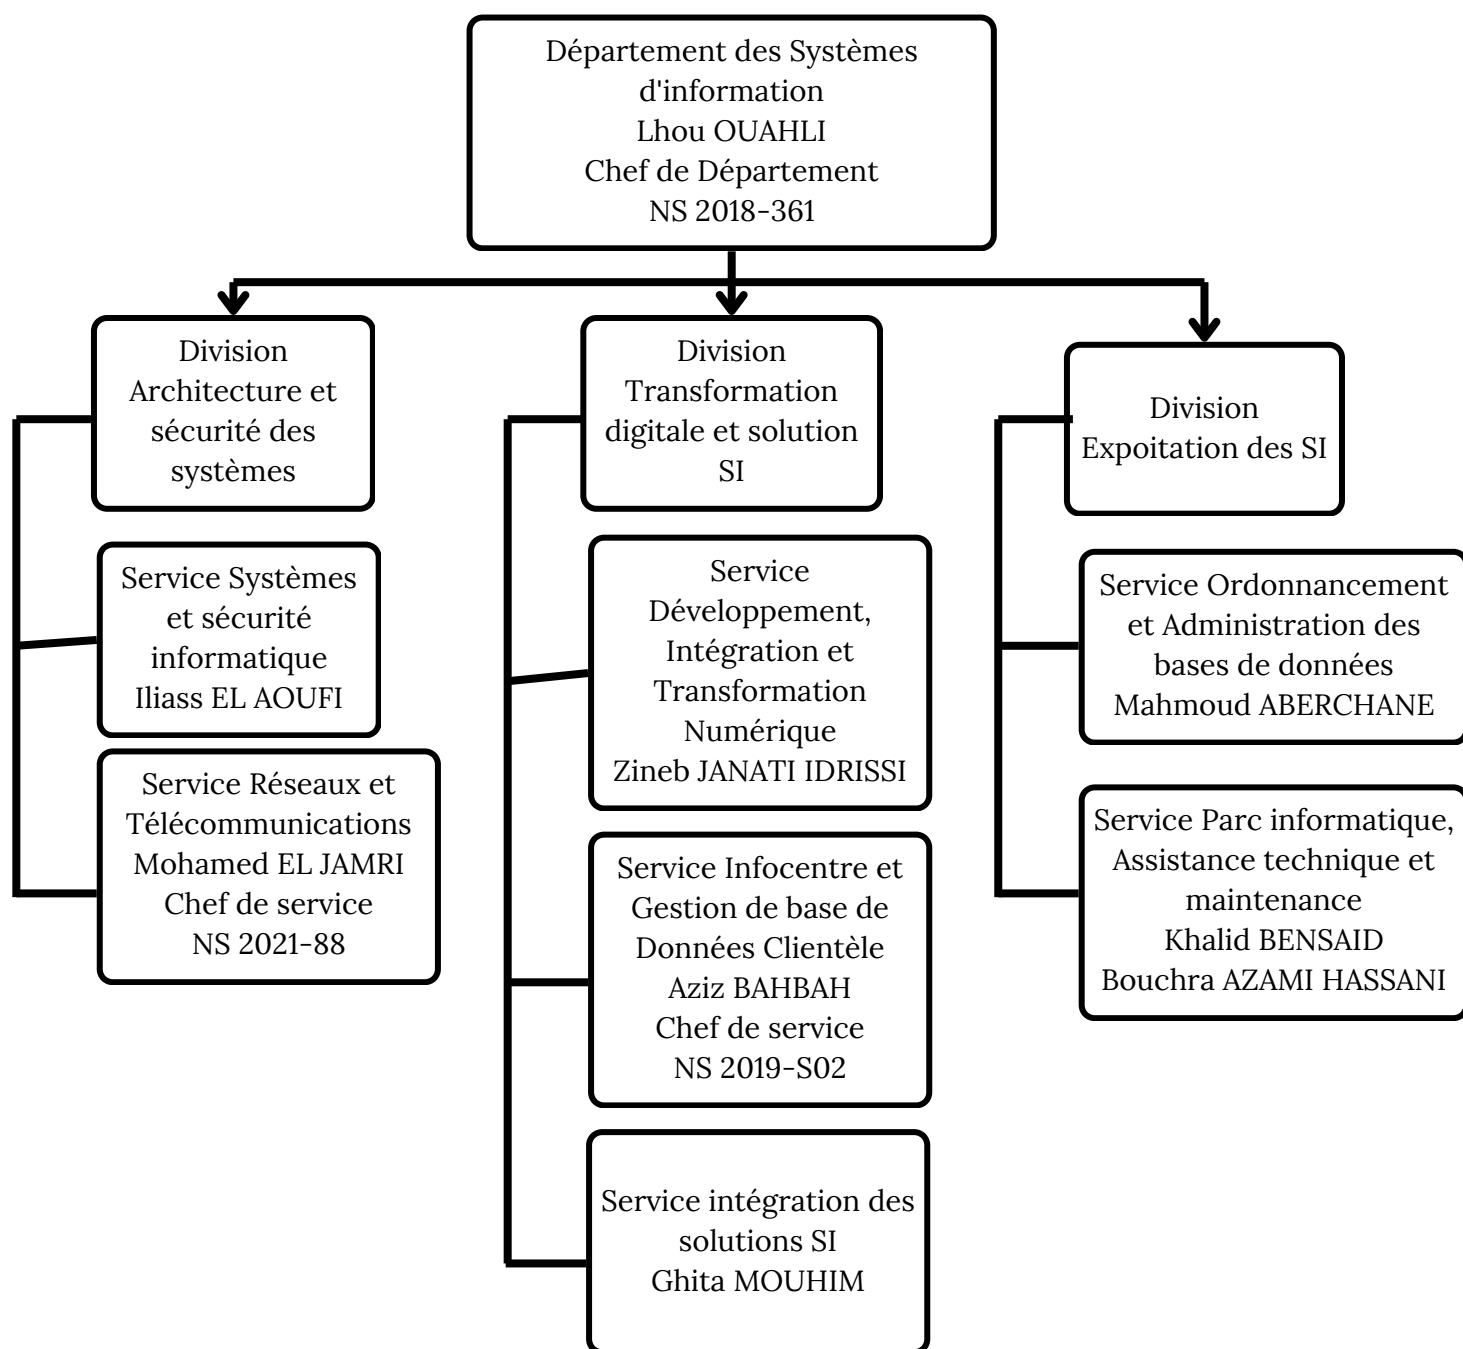 Département des Systèmes
d'information
Lhou OUAHLI
Chef de Département
NS 2018-361
Division
Architecture et
sécurité des
systèmes
Service Systèmes
et sécurité
informatique
Iliass EL AOUFI
Service Réseaux et
Télécommunications
Mohamed EL JAMRI
Chef de service
NS 2021-88
Division
Transformation
digitale et solution
SI
Service
Développement,
Intégration et
Transformation
Numérique
Zineb JANATI IDRISSI
Service Infocentre et
Gestion de base de
Données Clientèle
Aziz BAHBAH
Chef de service
NS 2019-S02
Service intégration des
solutions SI
Ghita MOUHIM
Division
Expoitation des SI
Service Ordonnancement
et Administration des
bases de données
Mahmoud ABERCHANE
Service Parc informatique,
Assistance technique et
maintenance
Khalid BENSAID
Bouchra AZAMI HASSANI